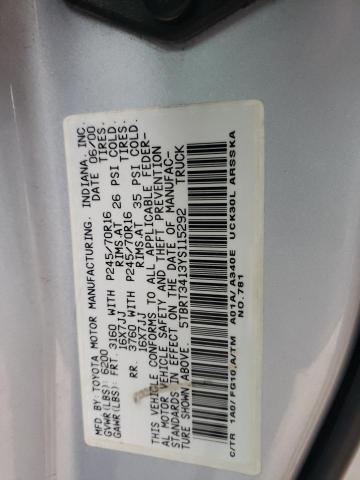 MFD BY: TOYOTA MOTOR MANUFACTURING, INDIANA, INC.
GVWR(LBS): 6200 DATE 06/00
GAWR(LBS): FRT. 3160 WITH P245/70R16 TIRES
16X7JJ RIMS AT 26 PSI COLD.
RR. 3760 WITH P245/70R16 TIRES
16X7JJ RIMS AT 35 PSI COLD.
THIS VEHICLE CONFORMS TO ALL APPLICABLE FEDER-
AL MOTOR VEHICLE SAFETY AND THEFT PREVENTION
STANDARDS IN EFFECT ON THE DATE OF MANUFAC-
TURE SHOWN ABOVE.
5TBRT3413YS115292 TRUCK
C/TR 1A0/ FG10 A/TM A01A/ A340E UCK30L ARSSKA
NO.781